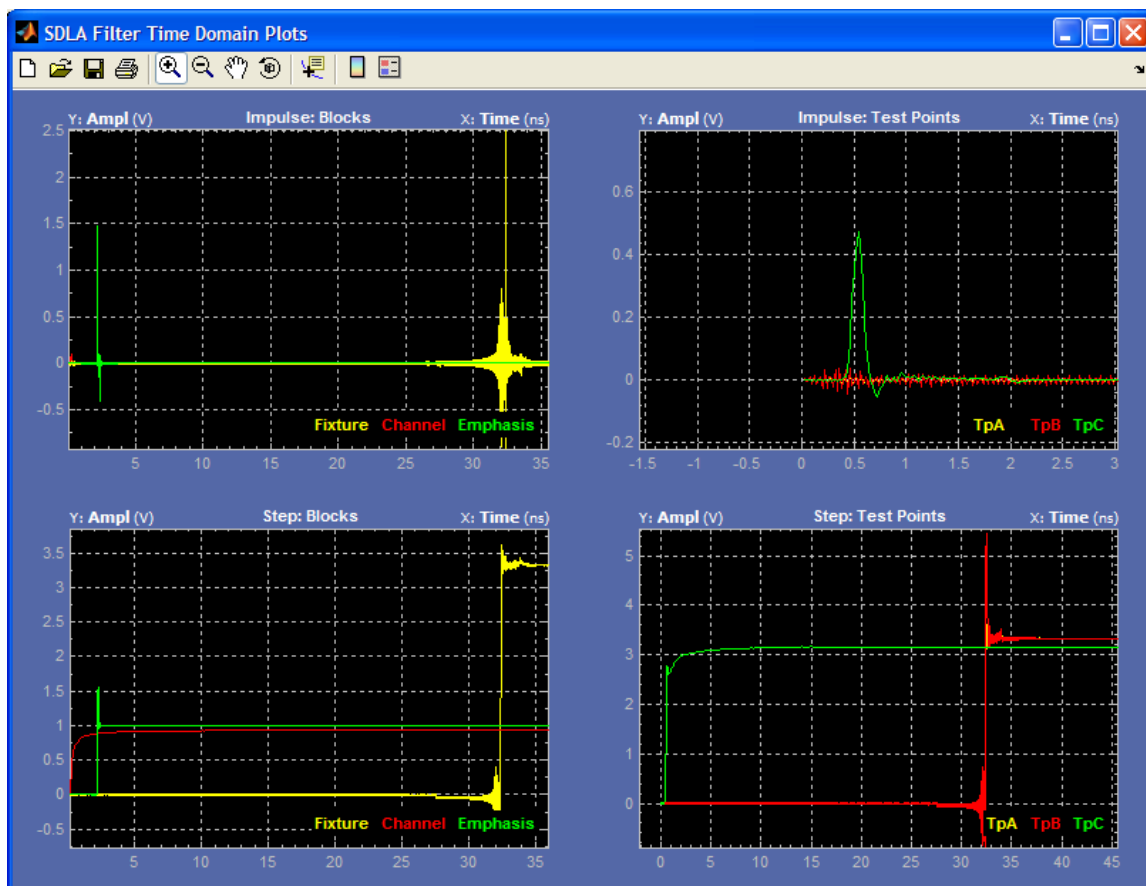 SDLA Filter Time Domain Plots
Y: Ampl (V) Impulse: Blocks X: Time (ns)
2.5
2
1.5
1
0.5
0
-0.5
Fixture Channel Emphasis
5 10 15 20 25 30 35
Y: Ampl (V) Impulse: Test Points X: Time (ns)
0.6
0.4
0.2
0
-0.2
TpA TpB TpC
-1.5 -1 -0.5 0 0.5 1 1.5 2 2.5 3
Y: Ampl (V) Step: Blocks X: Time (ns)
3.5
3
2.5
2
1.5
1
0.5
0
-0.5
Fixture Channel Emphasis
5 10 15 20 25 30 35
Y: Ampl (V) Step: Test Points X: Time (ns)
5
4
3
2
1
0
TpA TpB TpC
0 5 10 15 20 25 30 35 40 45